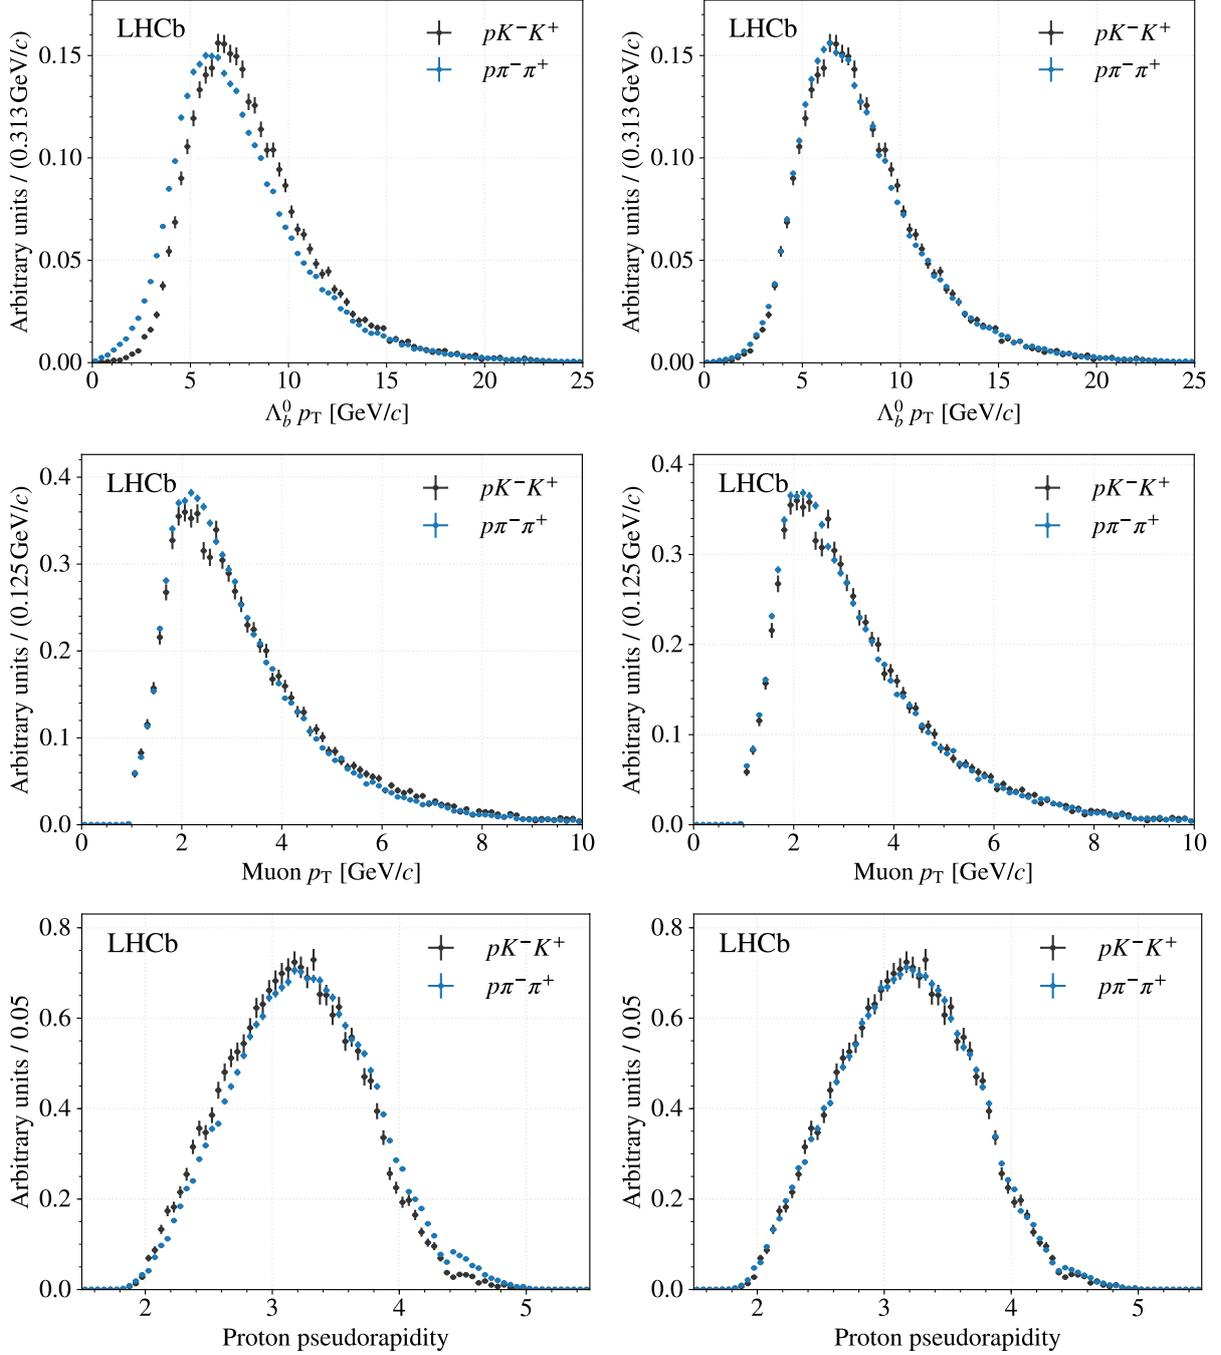 LHCb
pK⁻K⁺
pπ⁻π⁺
0.15
0.10
0.05
0.00
Arbitrary units / (0.313 GeV/c)
0 5 10 15 20 25
Λ⁰_b p_T [GeV/c]
LHCb
pK⁻K⁺
pπ⁻π⁺
0.15
0.10
0.05
0.00
Arbitrary units / (0.313 GeV/c)
0 5 10 15 20 25
Λ⁰_b p_T [GeV/c]
LHCb
pK⁻K⁺
pπ⁻π⁺
0.4
0.3
0.2
0.1
0.0
Arbitrary units / (0.125 GeV/c)
0 2 4 6 8 10
Muon p_T [GeV/c]
LHCb
pK⁻K⁺
pπ⁻π⁺
0.4
0.3
0.2
0.1
0.0
Arbitrary units / (0.125 GeV/c)
0 2 4 6 8 10
Muon p_T [GeV/c]
LHCb
pK⁻K⁺
pπ⁻π⁺
0.8
0.6
0.4
0.2
0.0
Arbitrary units / 0.05
2 3 4 5
Proton pseudorapidity
LHCb
pK⁻K⁺
pπ⁻π⁺
0.8
0.6
0.4
0.2
0.0
Arbitrary units / 0.05
2 3 4 5
Proton pseudorapidity